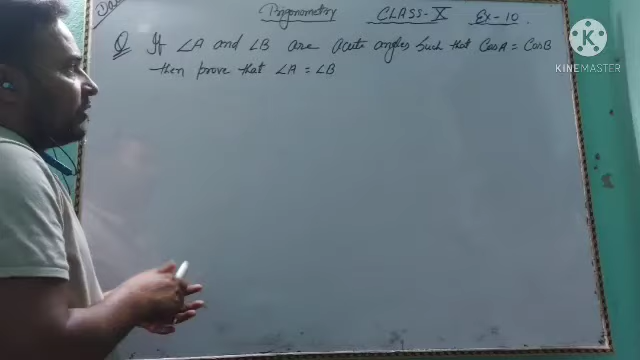 Trigonometry CLASS-X Ex-10
Q If ∠A and ∠B are acute angles such that CosA = CosB
then prove that ∠A = ∠B
KINEMASTER